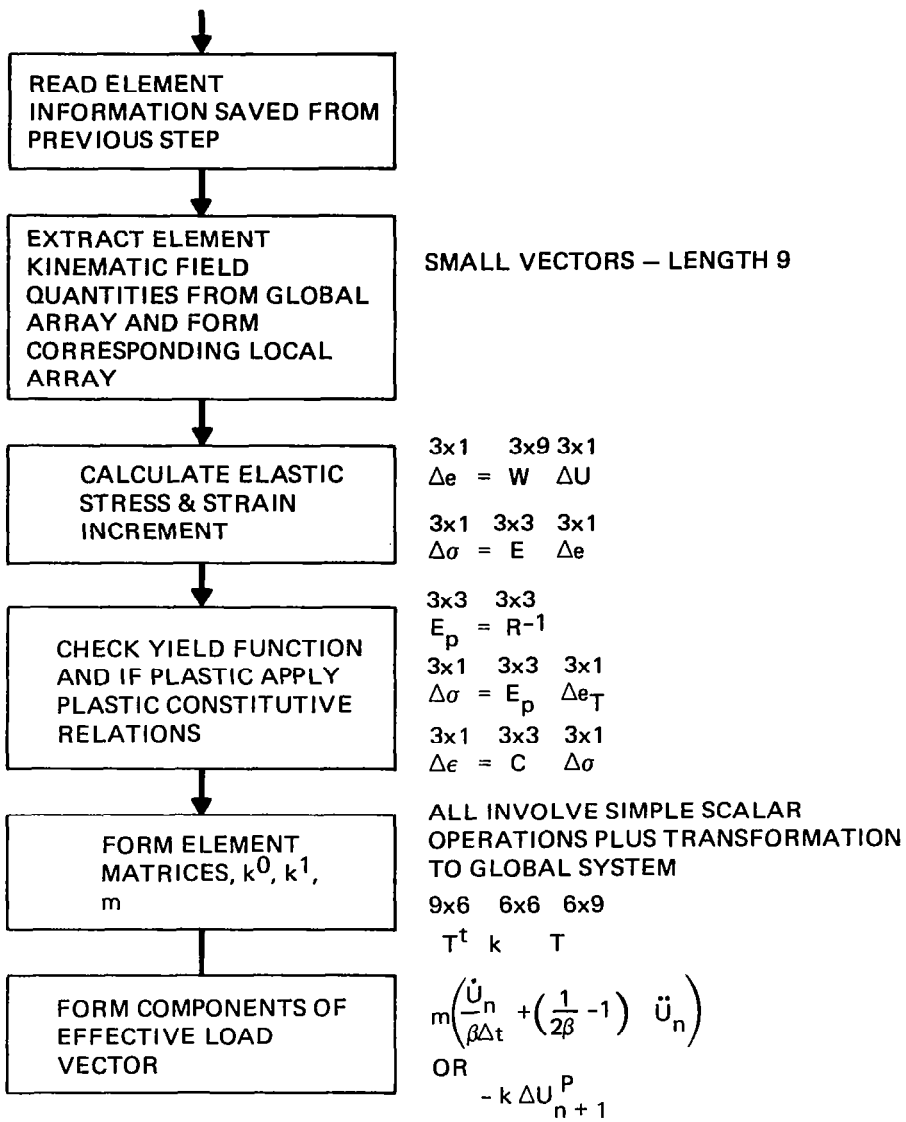 READ ELEMENT
INFORMATION SAVED FROM
PREVIOUS STEP
EXTRACT ELEMENT
KINEMATIC FIELD
QUANTITIES FROM GLOBAL
ARRAY AND FORM
CORRESPONDING LOCAL
ARRAY
SMALL VECTORS – LENGTH 9
CALCULATE ELASTIC
STRESS & STRAIN
INCREMENT
3x1 3x9 3x1
Δe = W ΔU
3x1 3x3 3x1
Δσ = E Δe
CHECK YIELD FUNCTION
AND IF PLASTIC APPLY
PLASTIC CONSTITUTIVE
RELATIONS
3x3 3x3
E_p = R^-1
3x1 3x3 3x1
Δσ = E_p Δe_T
3x1 3x3 3x1
Δϵ = C Δσ
FORM ELEMENT
MATRICES, k^0, k^1,
m
ALL INVOLVE SIMPLE SCALAR
OPERATIONS PLUS TRANSFORMATION
TO GLOBAL SYSTEM
9x6 6x6 6x9
T^t k T
FORM COMPONENTS OF
EFFECTIVE LOAD
VECTOR
m(U̇_n/βΔt + (1/2β -1) Ü_n)
OR
- k ΔU^P_n + 1